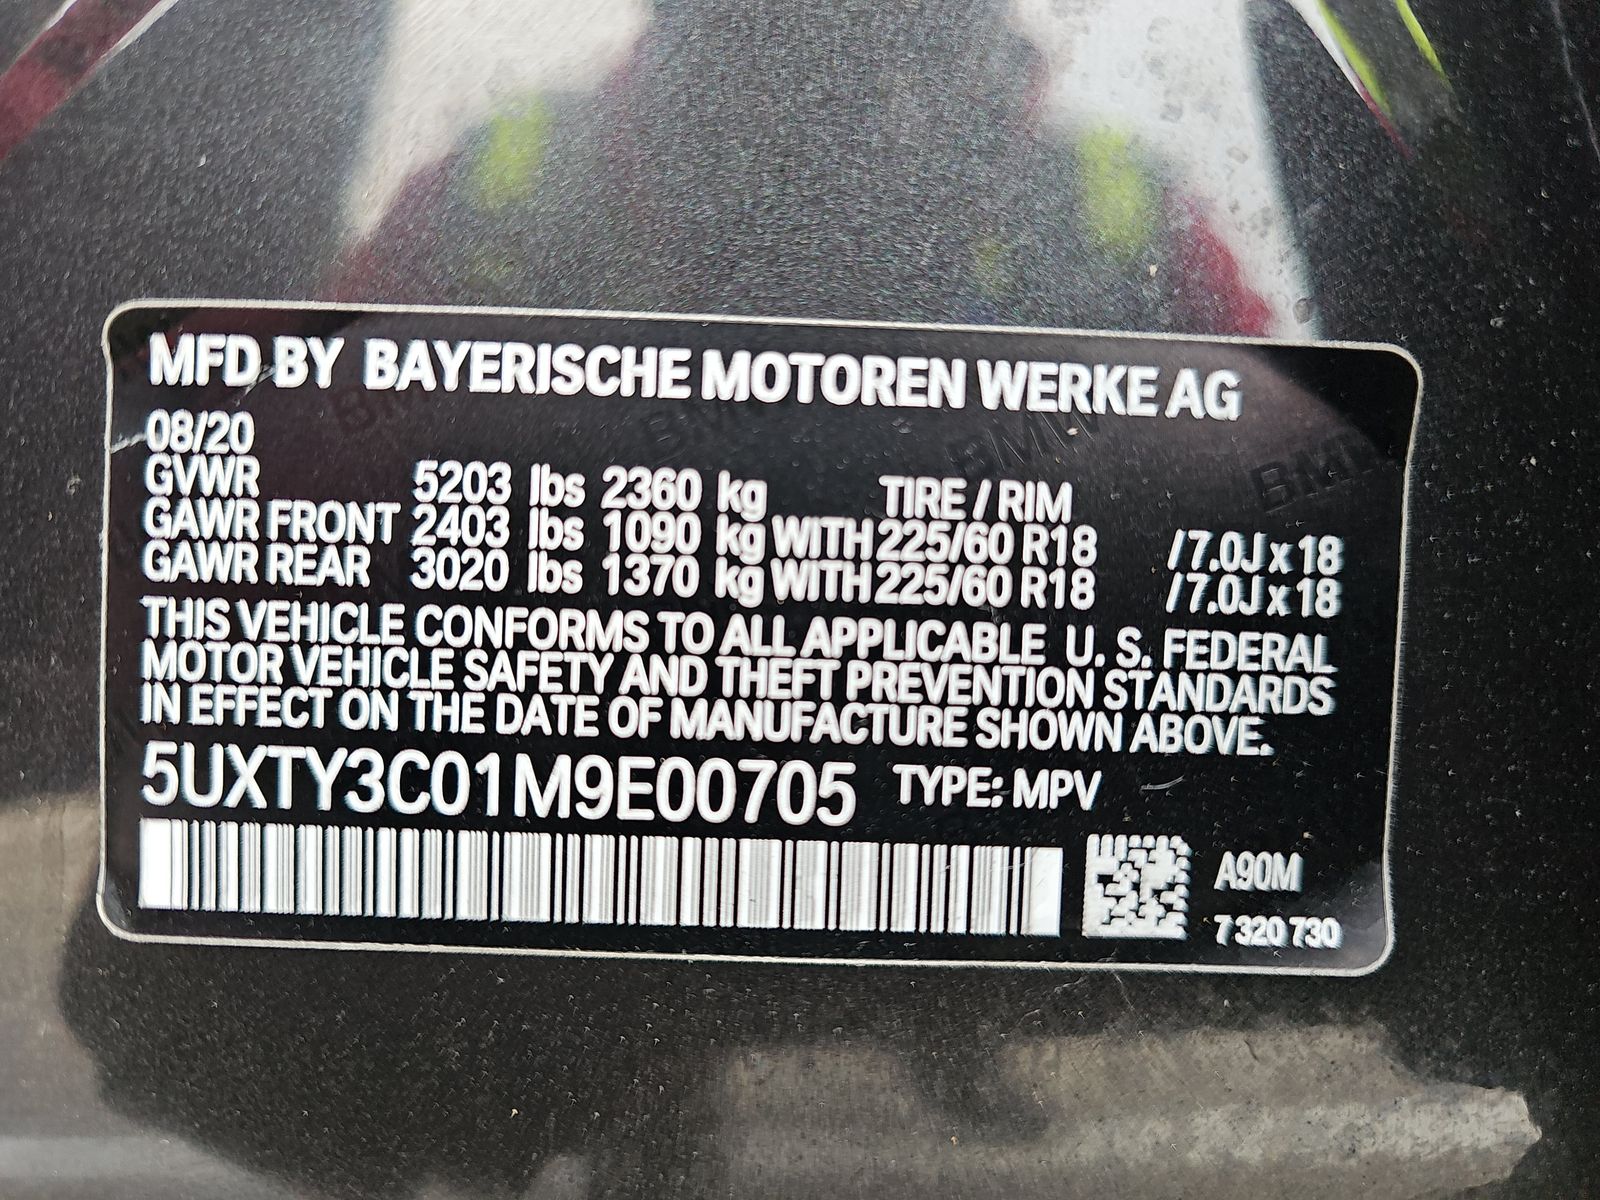 MFD BY BAYERISCHE MOTOREN WERKE AG
08/20
GVWR 5203 lbs 2360 kg TIRE / RIM
GAWR FRONT 2403 lbs 1090 kg WITH 225/60 R18 / 7.0J x 18
GAWR REAR 3020 lbs 1370 kg WITH 225/60 R18 / 7.0J x 18
THIS VEHICLE CONFORMS TO ALL APPLICABLE U. S. FEDERAL
MOTOR VEHICLE SAFETY AND THEFT PREVENTION STANDARDS
IN EFFECT ON THE DATE OF MANUFACTURE SHOWN ABOVE.
5UXTY3C01M9E00705 TYPE: MPV
A90M
7 320 730